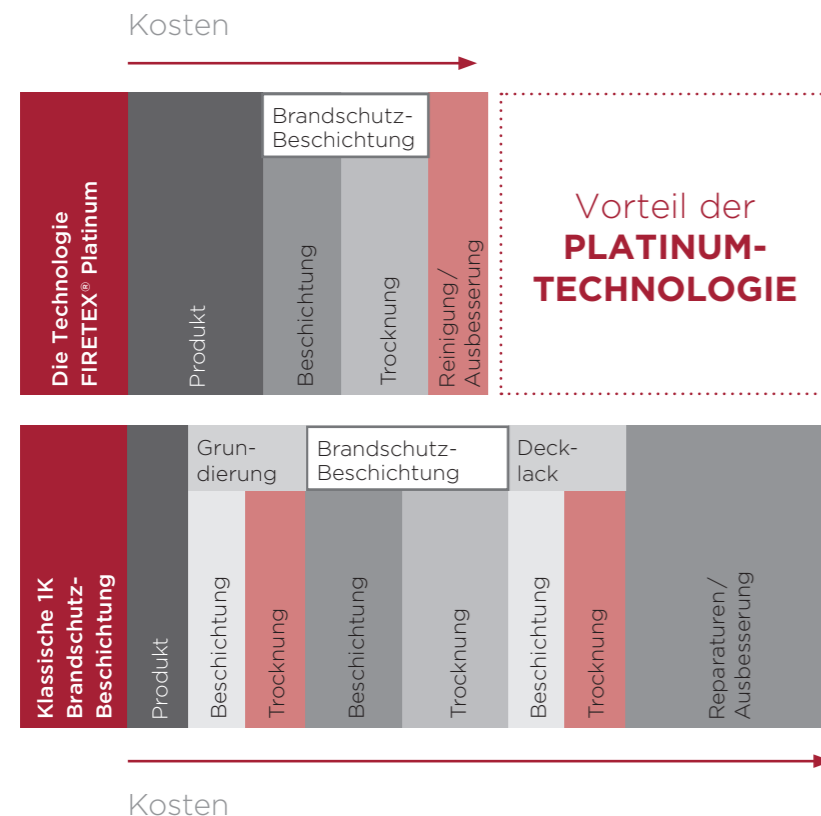 Kosten
Die Technologie
FIRETEX® Platinum
Produkt
Brandschutz-
Beschichtung
Beschichtung
Trocknung
Reinigung/
Ausbesserung
Vorteil der
PLATINUM-
TECHNOLOGIE
Klassische 1K
Brandschutz-
Beschichtung
Produkt
Grun-
dierung
Beschichtung
Trocknung
Brandschutz-
Beschichtung
Beschichtung
Trocknung
Deck-
lack
Beschichtung
Trocknung
Reparaturen/
Ausbesserung
Kosten